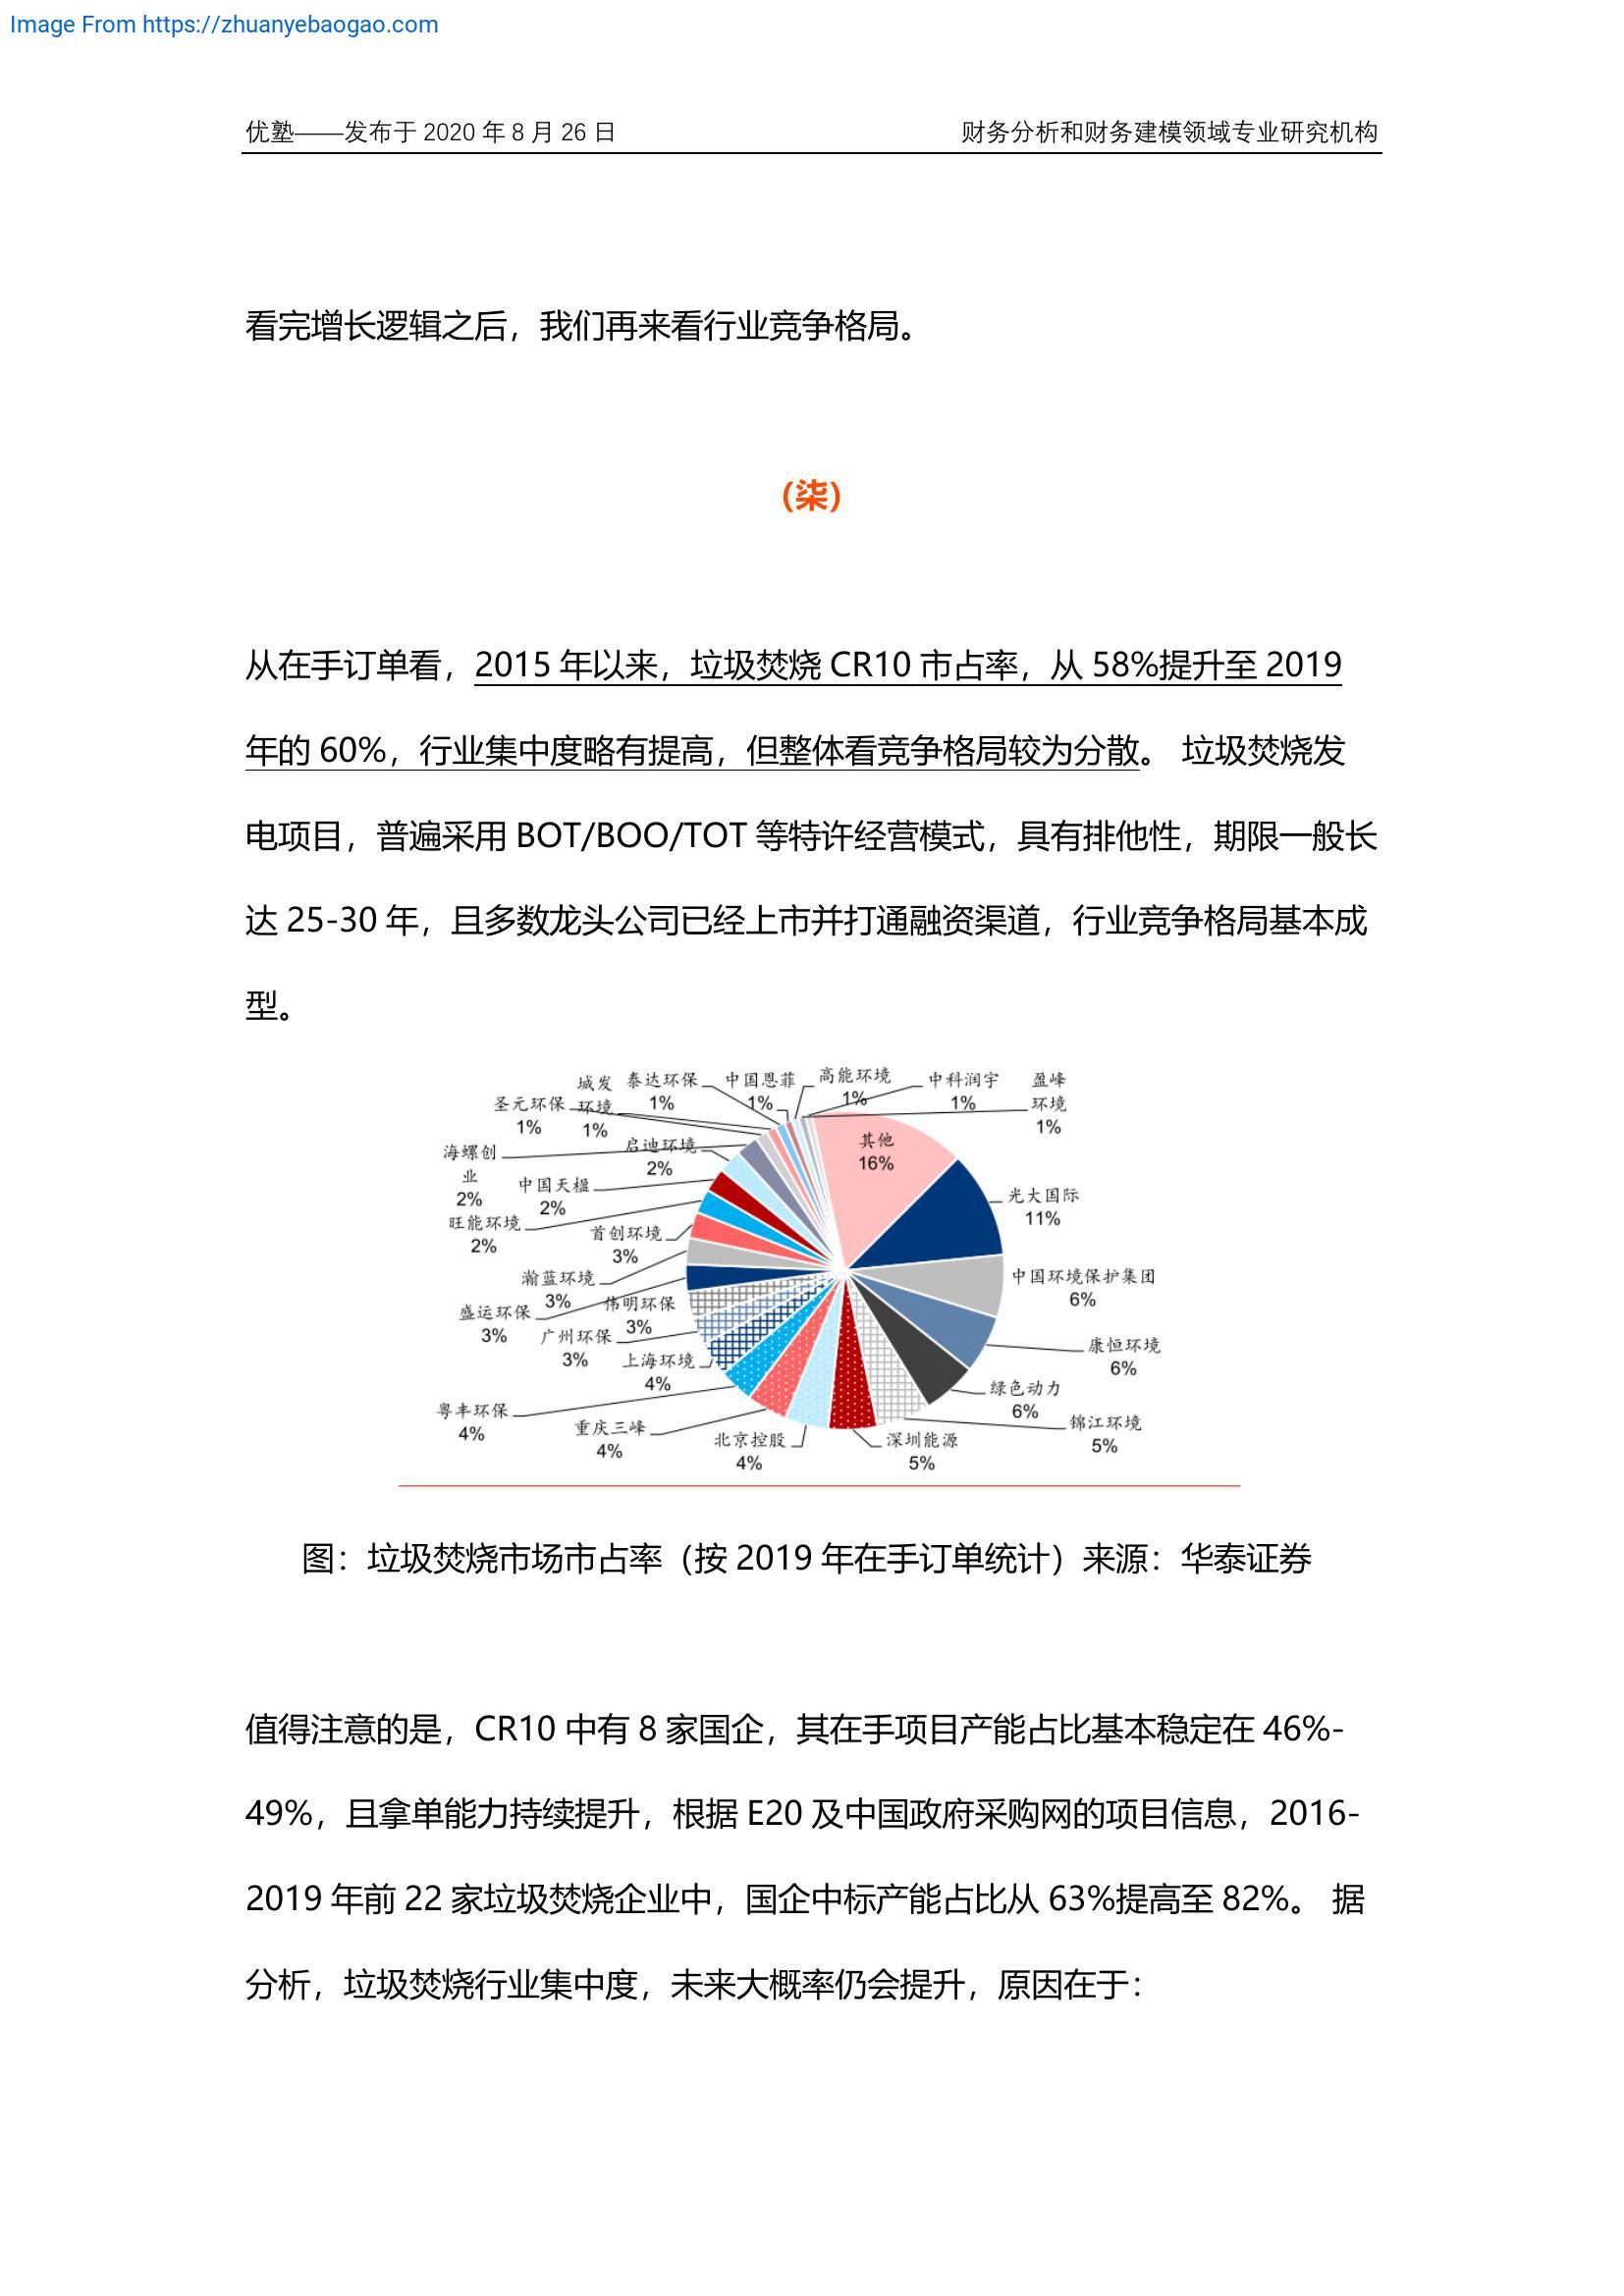 Image From https://zhuanyebaogao.com
优塾——发布于 2020 年 8 月 26 日
财务分析和财务建模领域专业研究机构
看完增长逻辑之后，我们再来看行业竞争格局。
（柒）
从在手订单看，2015 年以来，垃圾焚烧 CR10 市占率，从 58%提升至 2019
年的 60%，行业集中度略有提高，但整体看竞争格局较为分散。 垃圾焚烧发
电项目，普遍采用 BOT/BOO/TOT 等特许经营模式，具有排他性，期限一般长
达 25-30 年，且多数龙头公司已经上市并打通融资渠道，行业竞争格局基本成
型。
其他
16%
光大国际
11%
中国环境保护集团
6%
康恒环境
6%
绿色动力
6%
锦江环境
5%
深圳能源
5%
北京控股
4%
重庆三峰
4%
粤丰环保
4%
上海环境
4%
广州环保
3%
伟明环保
3%
盛运环保
3%
瀚蓝环境
3%
首创环境
3%
旺能环境
2%
中国天楹
2%
启迪环境
2%
海螺创
业
2%
圣元环保
1%
城发
环境
1%
泰达环保
1%
中国恩菲
1%
高能环境
1%
中科润宇
1%
盈峰
环境
1%
图：垃圾焚烧市场市占率（按 2019 年在手订单统计）来源：华泰证券
值得注意的是，CR10 中有 8 家国企，其在手项目产能占比基本稳定在 46%-
49%，且拿单能力持续提升，根据 E20 及中国政府采购网的项目信息，2016-
2019 年前 22 家垃圾焚烧企业中，国企中标产能占比从 63%提高至 82%。 据
分析，垃圾焚烧行业集中度，未来大概率仍会提升，原因在于：